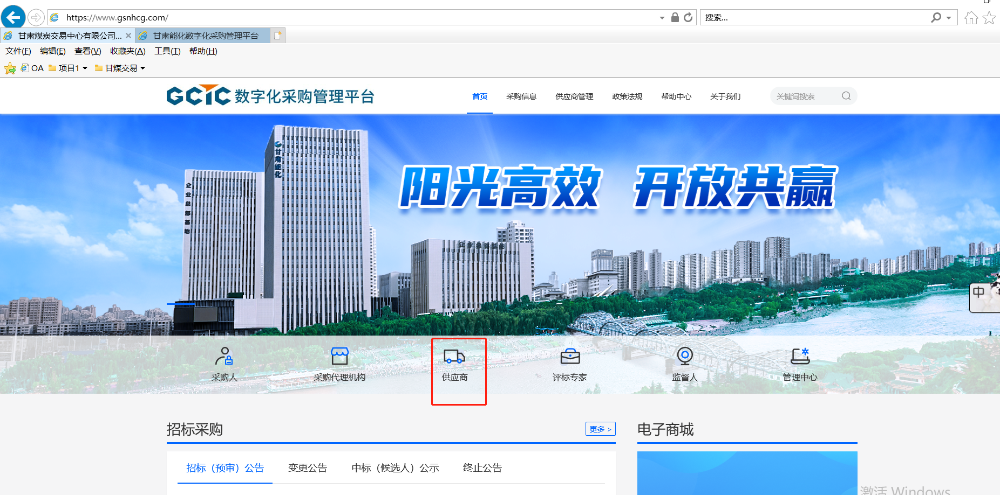 https://www.gsnhcg.com/
搜索...
甘肃煤炭交易中心有限公司...
甘肃能化数字化采购管理平台
文件(F) 编辑(E) 查看(V) 收藏夹(A) 工具(T) 帮助(H)
OA 项目1 甘煤交易
GCTC 数字化采购管理平台
首页 采购信息 供应商管理 政策法规 帮助中心 关于我们 关键词搜索
甘肃能化
企业总部基地
阳光高效 开放共赢
中
采购人 采购代理机构 供应商 评标专家 监督人 管理中心
招标采购 更多 > 电子商城
招标（预审）公告 变更公告 中标（候选人）公示 终止公告
激活 Windows